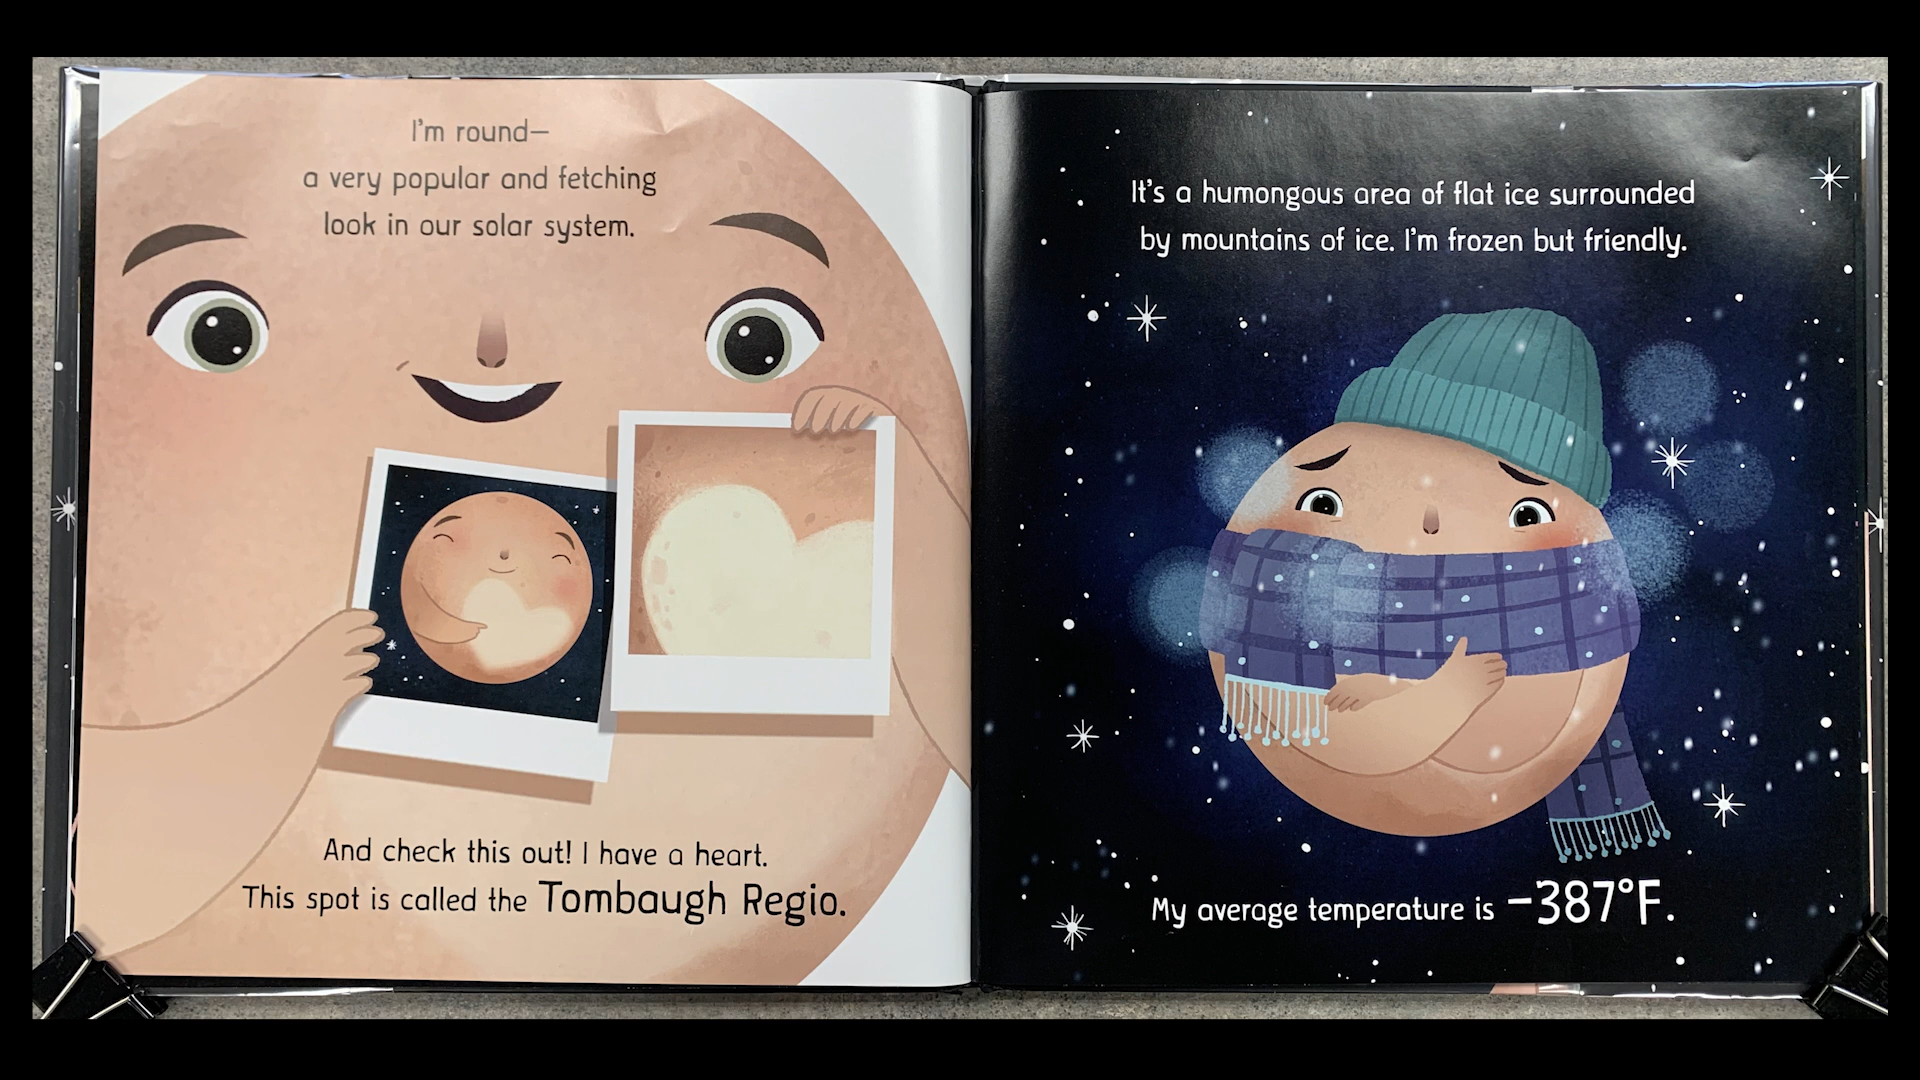 I'm round—
a very popular and fetching
look in our solar system.
And check this out! I have a heart.
This spot is called the Tombaugh Regio.
It's a humongous area of flat ice surrounded
by mountains of ice. I'm frozen but friendly.
My average temperature is -387°F.